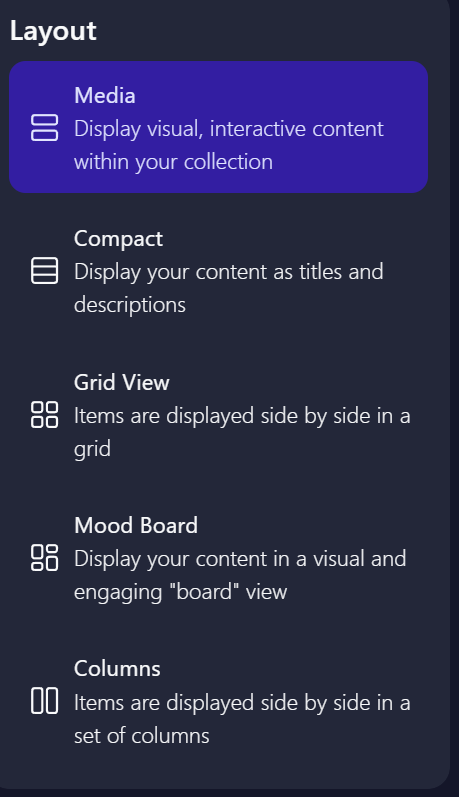 Layout
Media
Display visual, interactive content
within your collection
Compact
Display your content as titles and
descriptions
Grid View
Items are displayed side by side in a
grid
Mood Board
Display your content in a visual and
engaging "board" view
Columns
Items are displayed side by side in a
set of columns